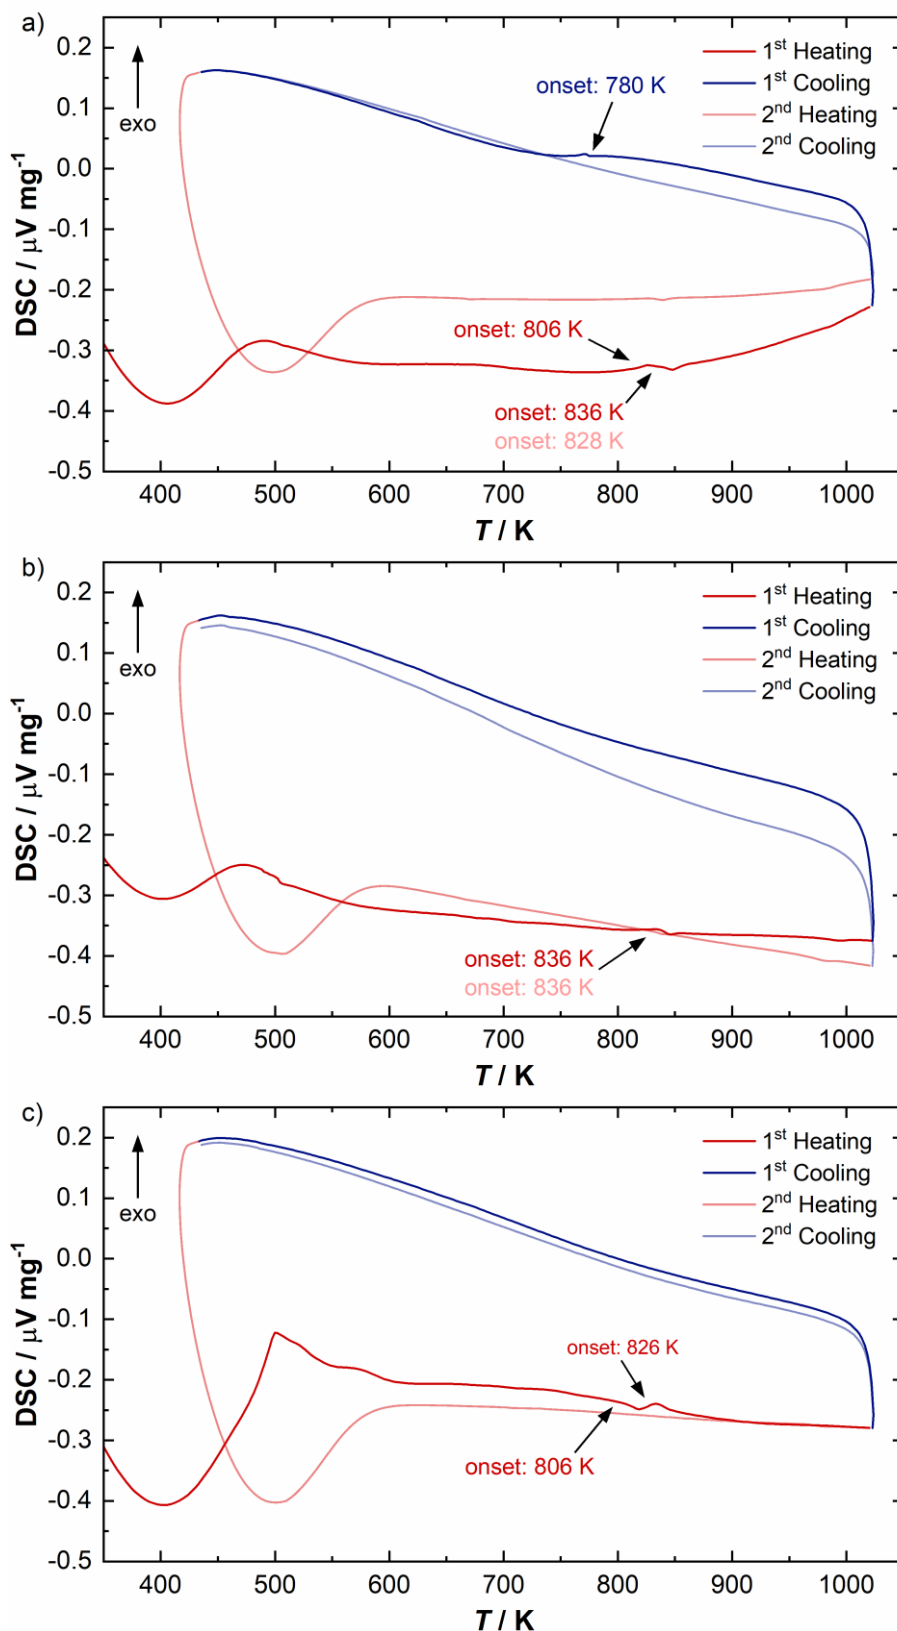 a)
0.2
0.1
0.0
-0.1
-0.2
-0.3
-0.4
-0.5
DSC / μV mg⁻¹
exo
1st Heating
1st Cooling
2nd Heating
2nd Cooling
onset: 780 K
onset: 806 K
onset: 836 K
onset: 828 K
400 500 600 700 800 900 1000
T / K
b)
0.2
0.1
0.0
-0.1
-0.2
-0.3
-0.4
-0.5
DSC / μV mg⁻¹
exo
1st Heating
1st Cooling
2nd Heating
2nd Cooling
onset: 836 K
onset: 836 K
400 500 600 700 800 900 1000
T / K
c)
0.2
0.1
0.0
-0.1
-0.2
-0.3
-0.4
-0.5
DSC / μV mg⁻¹
exo
1st Heating
1st Cooling
2nd Heating
2nd Cooling
onset: 826 K
onset: 806 K
400 500 600 700 800 900 1000
T / K